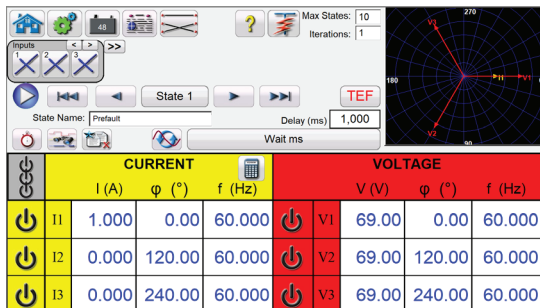 48
?
Max States: 10
Iterations: 1
Inputs
< > >>
1 2 3
State 1
TEF
State Name: Prefault
Delay (ms) 1,000
Wait ms
270
V3
180
I1
V1
V2
90
CURRENT
VOLTAGE
I (A) φ (°) f (Hz) V (V) φ (°) f (Hz)
I1 1.000 0.00 60.000 V1 69.00 0.00 60.000
I2 0.000 120.00 60.000 V2 69.00 120.00 60.000
I3 0.000 240.00 60.000 V3 69.00 240.00 60.000